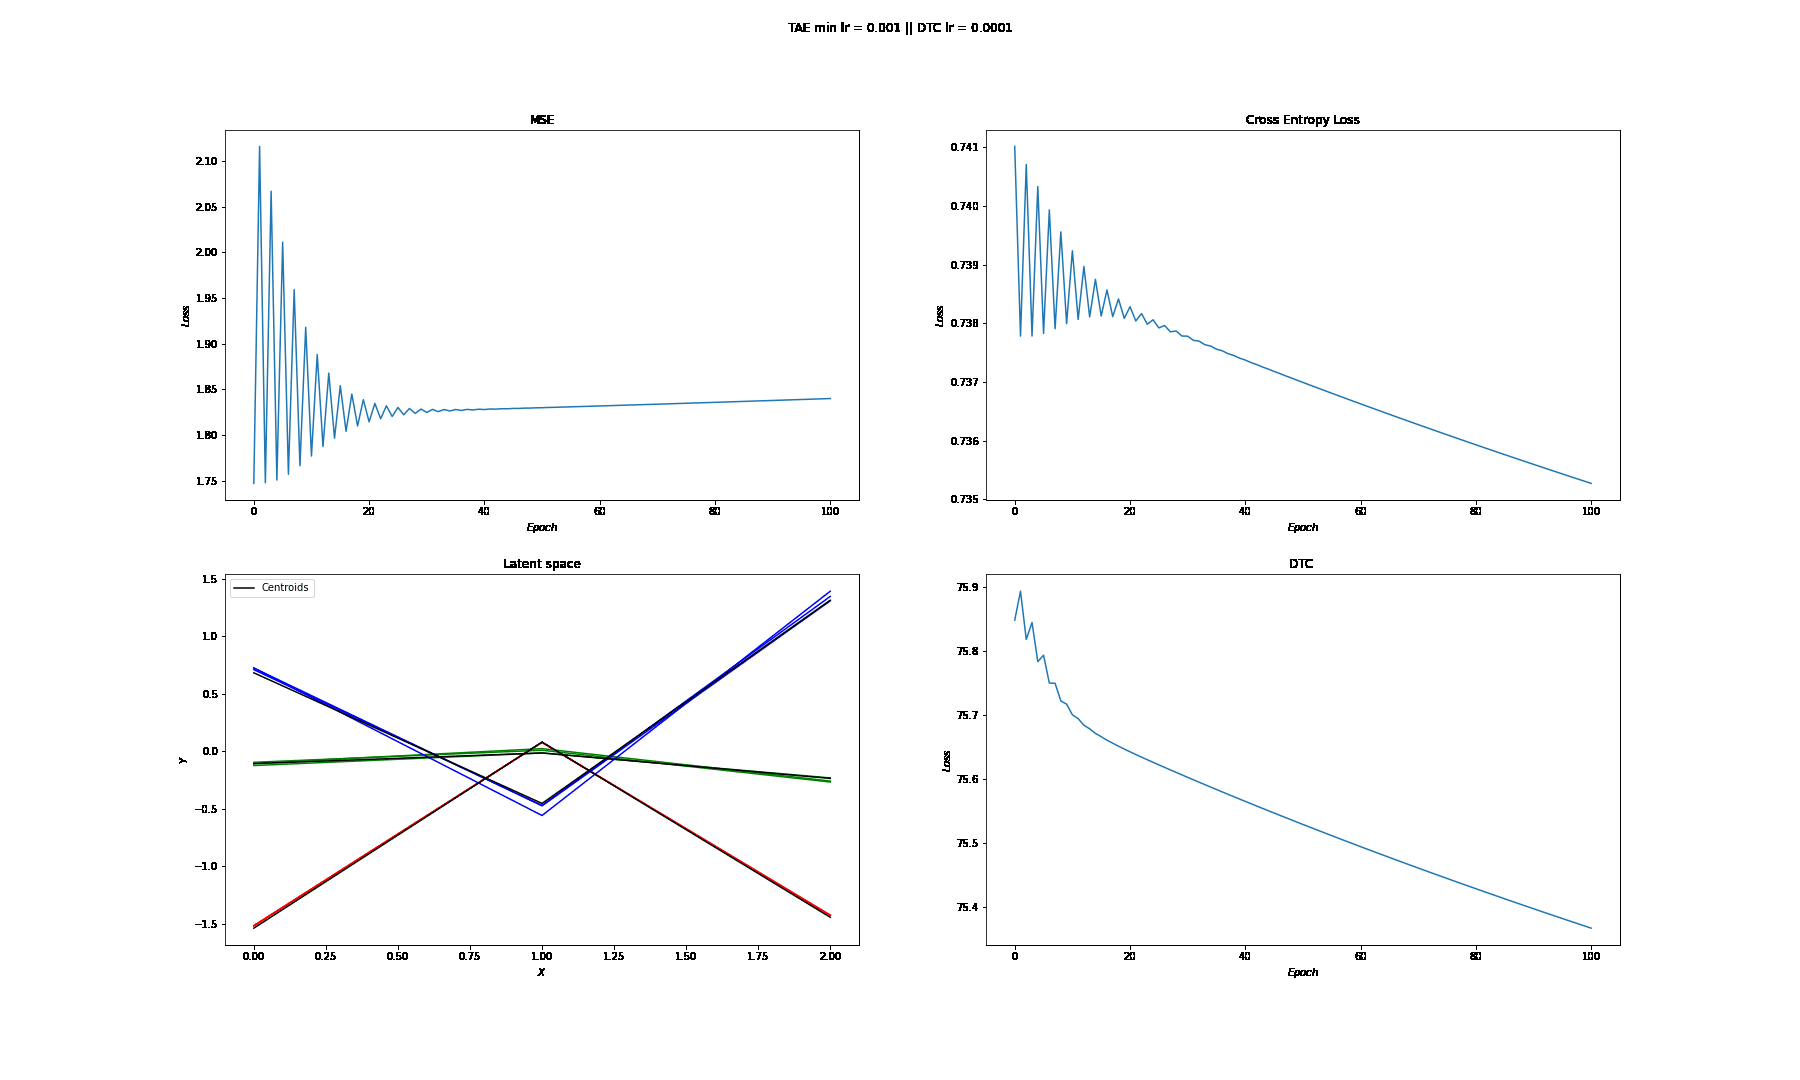 TAE min lr = 0.001 || DTC lr = 0.0001
MSE
2.10
2.05
2.00
1.95
1.90
1.85
1.80
1.75
Loss
0 20 40 60 80 100
Epoch
Cross Entropy Loss
0.741
0.740
0.739
0.738
0.737
0.736
0.735
Loss
0 20 40 60 80 100
Epoch
Latent space
Centroids
1.5
1.0
0.5
0.0
−0.5
−1.0
−1.5
Y
0.00 0.25 0.50 0.75 1.00 1.25 1.50 1.75 2.00
X
DTC
75.9
75.8
75.7
75.6
75.5
75.4
Loss
0 20 40 60 80 100
Epoch